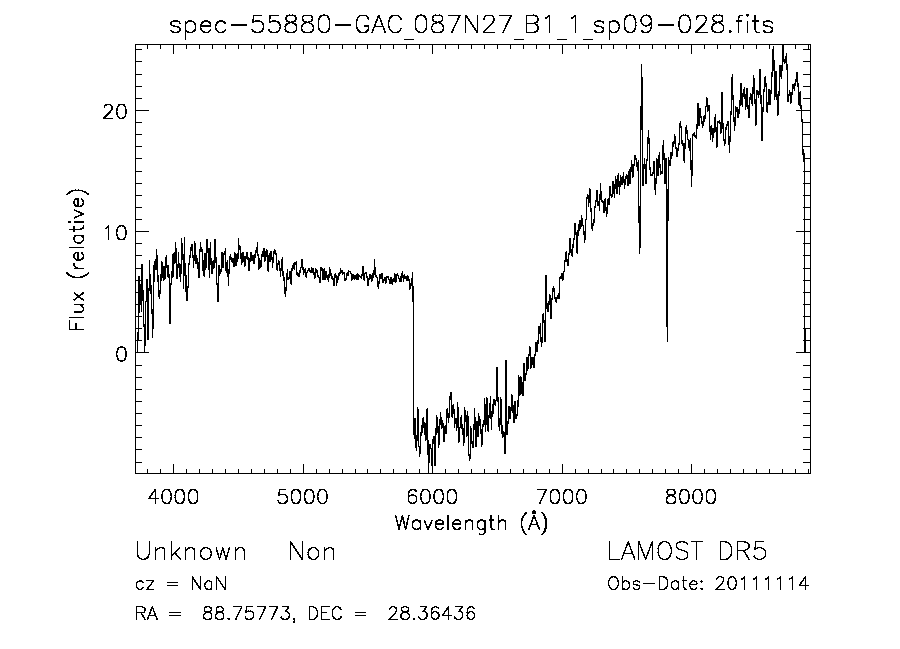 spec-55880-GAC_087N27_B1_1_sp09-028.fits
Flux (relative)
20
10
0
4000 5000 6000 7000 8000
Wavelength (Å)
Unknown Non LAMOST DR5
cz = NaN Obs-Date: 20111114
RA = 88.75773, DEC = 28.36436